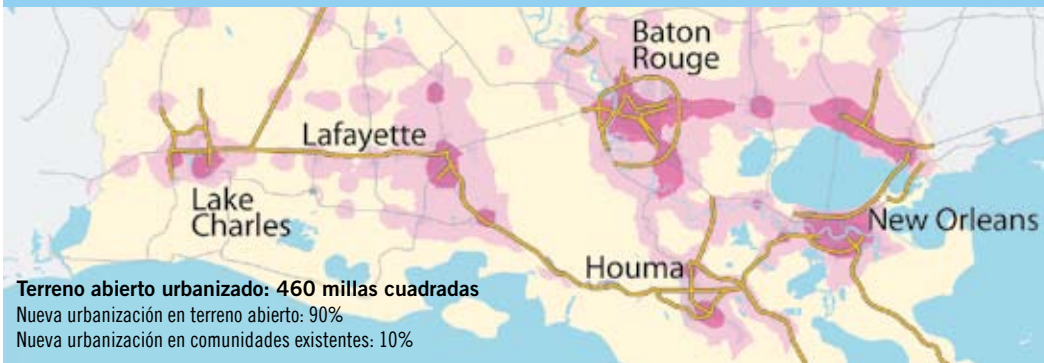 Baton
Rouge
Lafayette
Lake
Charles
New Orleans
Houma
Terreno abierto urbanizado: 460 millas cuadradas
Nueva urbanización en terreno abierto: 90%
Nueva urbanización en comunidades existentes: 10%